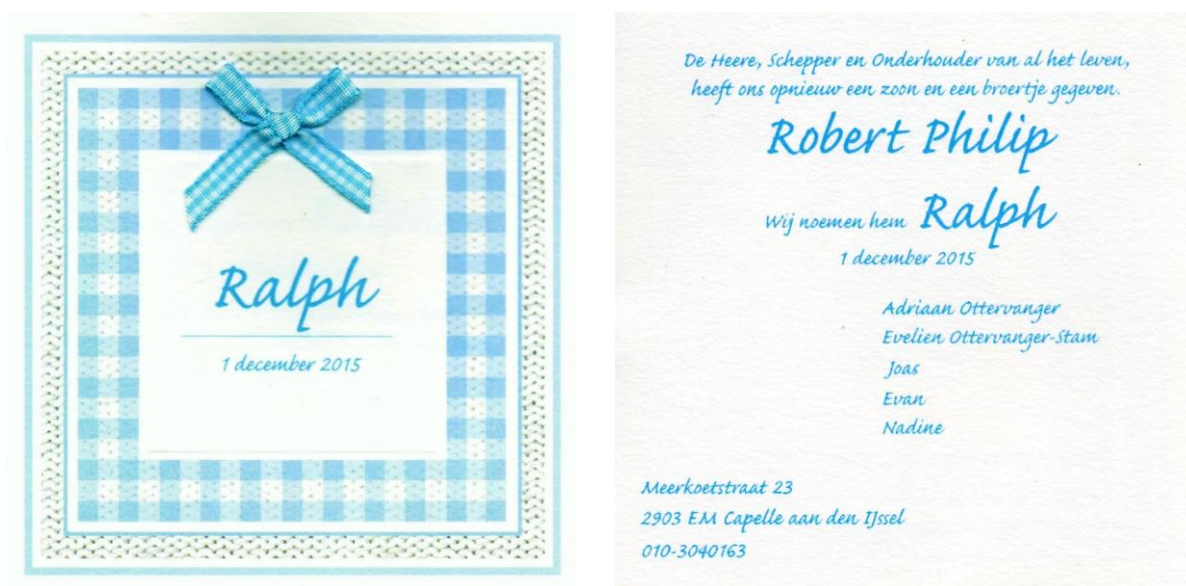 Ralph
1 december 2015
De Heere, Schepper en Onderhouder van al het leven,
heeft ons opnieuw een zoon en een broertje gegeven.
Robert Philip
Wij noemen hem Ralph
1 december 2015
Adriaan Ottervanger
Evelien Ottervanger-Stam
Joas
Evan
Nadine
Meerkoetstraat 23
2903 EM Capelle aan den IJssel
010-3040163